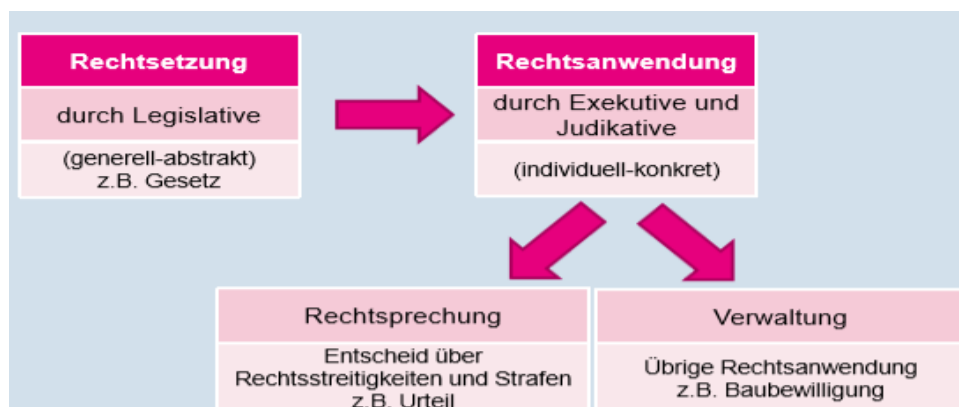 Rechtsetzung
durch Legislative
(generell-abstrakt)
z.B. Gesetz
Rechtsanwendung
durch Exekutive und
Judikative
(individuell-konkret)
Rechtsprechung
Entscheid über
Rechtsstreitigkeiten und Strafen
z.B. Urteil
Verwaltung
Übrige Rechtsanwendung
z.B. Baubewilligung